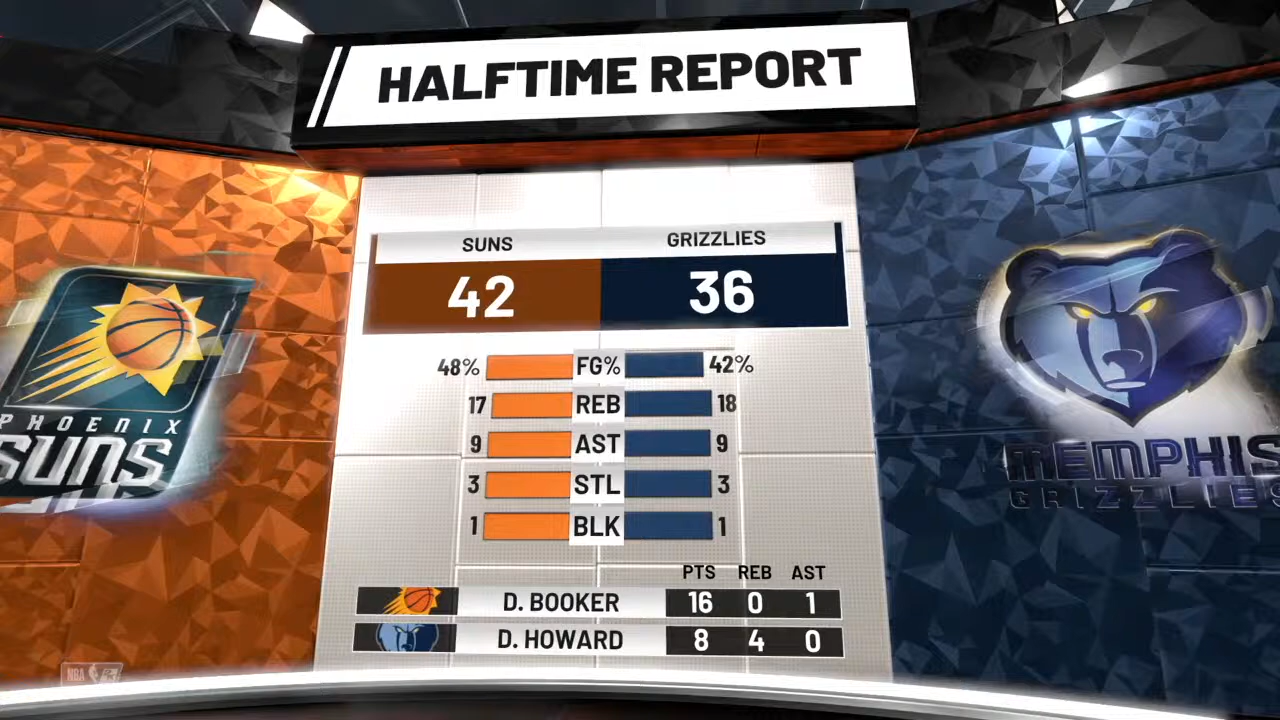 HALFTIME REPORT
SUNS GRIZZLIES
42 36
48% FG% 42%
17 REB 18
9 AST 9
3 STL 3
1 BLK 1
PTS REB AST
D. BOOKER 16 0 1
D. HOWARD 8 4 0
PHOENIX
SUNS
MEMPHIS
GRIZZLIES
NBA